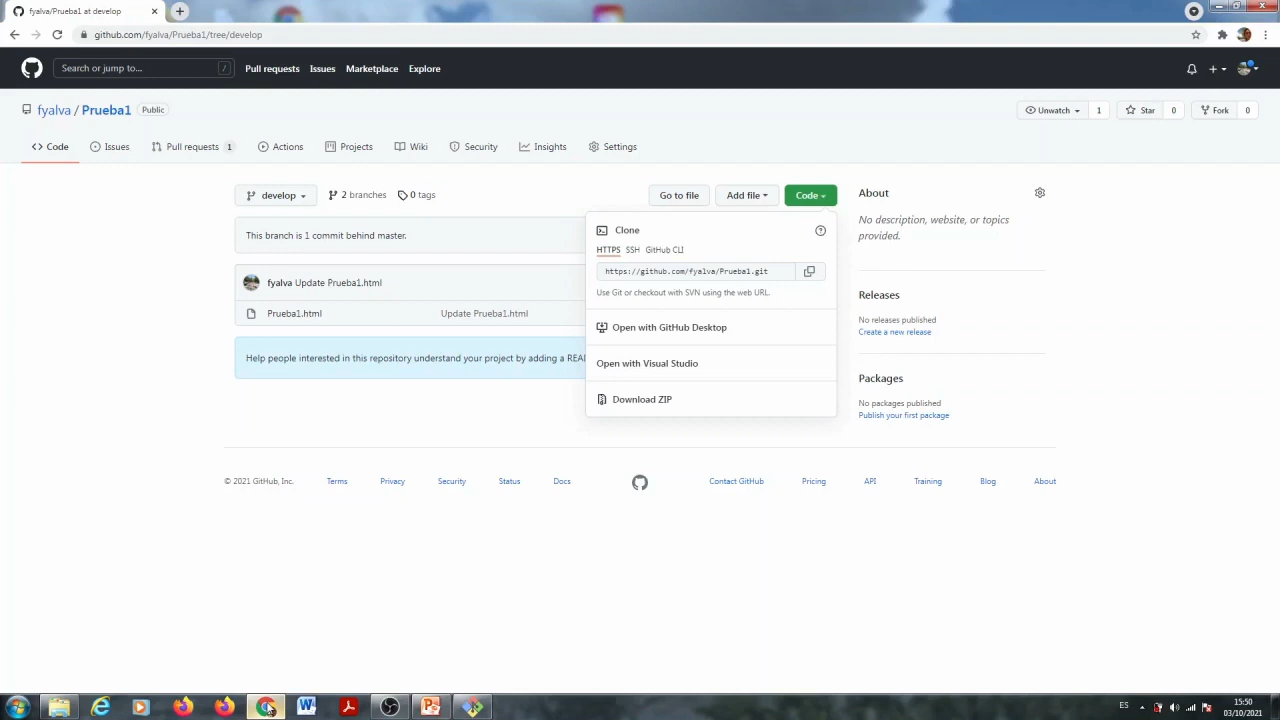 fyalva/Prueba1 at develop
github.com/fyalva/Prueba1/tree/develop
Search or jump to... /
Pull requests Issues Marketplace Explore
fyalva / Prueba1 Public
Unwatch 1 Star 0 Fork 0
Code Issues Pull requests 1 Actions Projects Wiki Security Insights Settings
develop 2 branches 0 tags Go to file Add file Code
About
No description, website, or topics
provided.
This branch is 1 commit behind master.
Clone
HTTPS SSH GitHub CLI
https://github.com/fyalva/Prueba1.git
Use Git or checkout with SVN using the web URL.
Open with GitHub Desktop
Open with Visual Studio
Download ZIP
fyalva Update Prueba1.html
Prueba1.html Update Prueba1.html
Help people interested in this repository understand your project by adding a REA
Releases
No releases published
Create a new release
Packages
No packages published
Publish your first package
© 2021 GitHub, Inc. Terms Privacy Security Status Docs Contact GitHub Pricing API Training Blog About
ES 15:50
03/10/2021